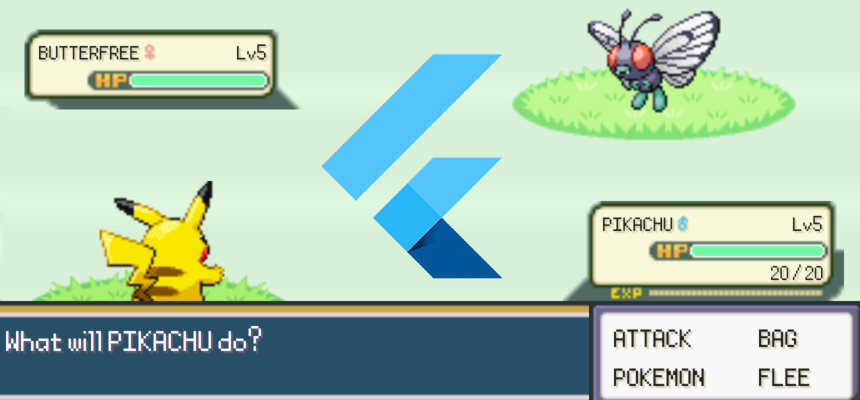 BUTTERFREE♀ Lv5
HP
PIKACHU♂ Lv5
HP
20/20
EXP
What will PIKACHU do?
ATTACK BAG
POKEMON FLEE